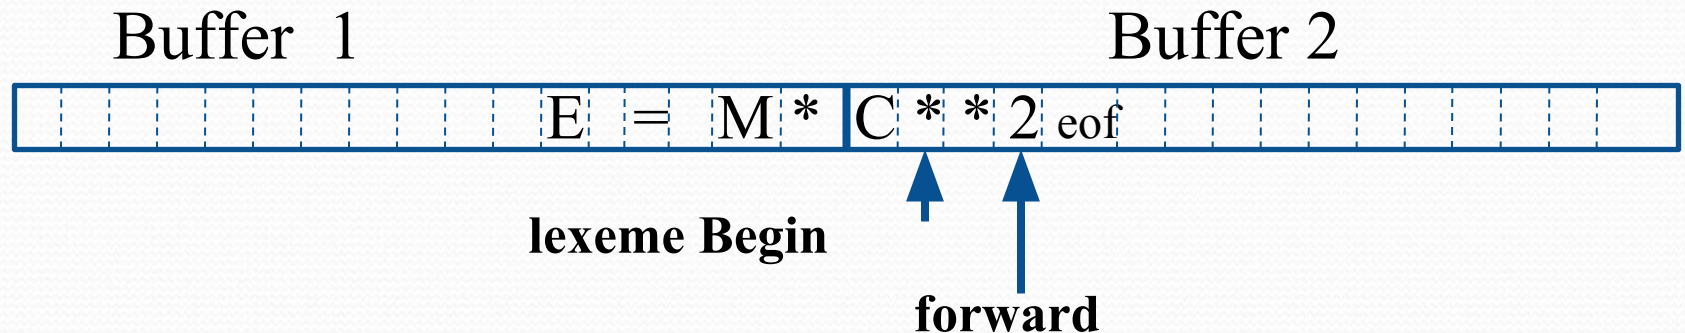 Buffer 1 Buffer 2
E = M * C * * 2 eof
lexeme Begin
forward